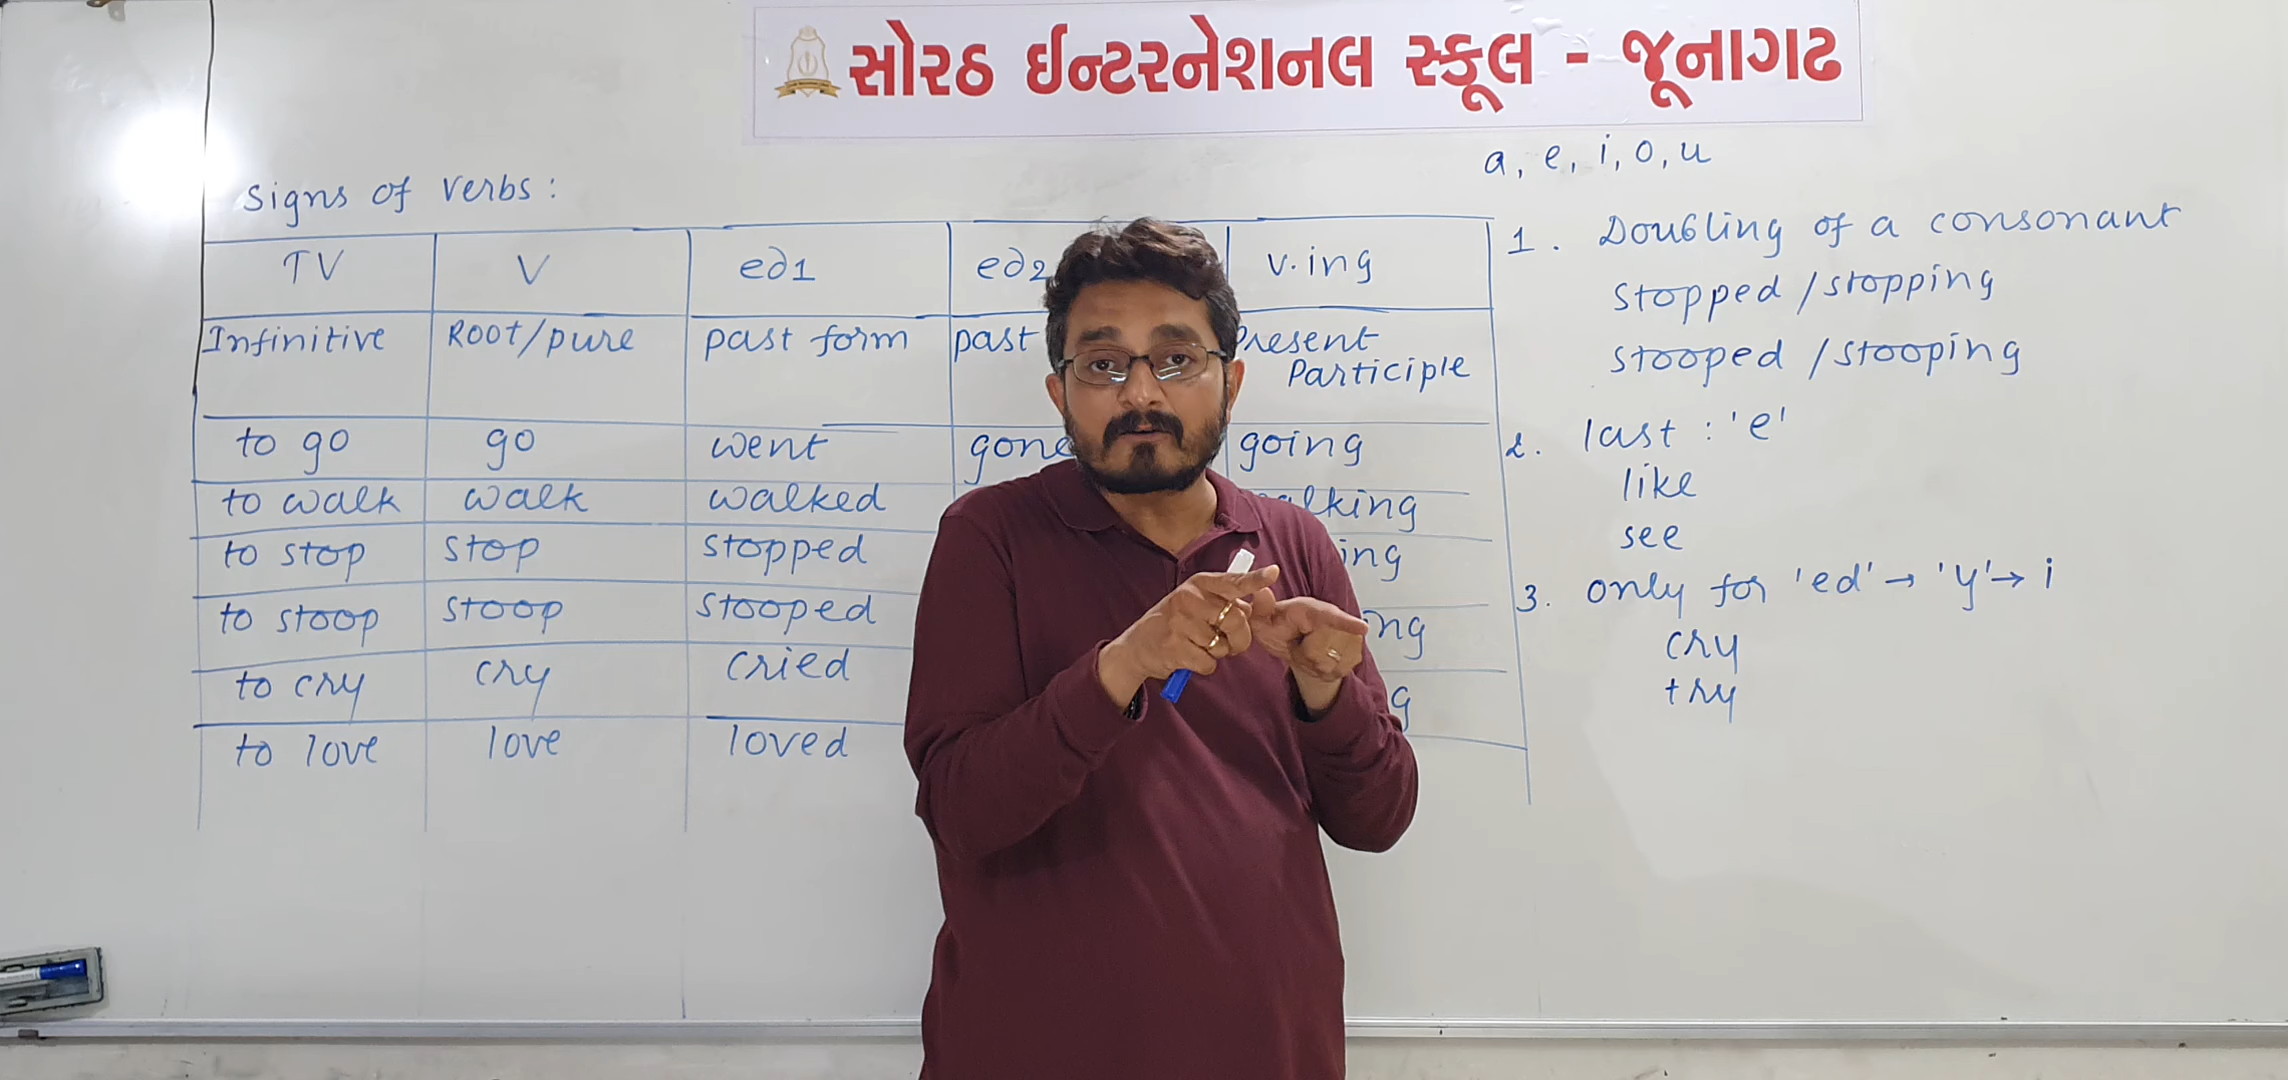 સોરઠ ઈન્ટરનેશનલ સ્કૂલ - જૂનાગઢ
a, e, i, o, u
Signs of verbs:
TV V ed1 ed2 v.ing
Infinitive Root/pure past form past Present Participle
to go go went gone going
to walk walk walked
to stop stop stopped
to stoop stoop stooped
to cry cry cried
to love love loved
1. Doubling of a consonant
stopped / stopping
stooped / stooping
2. last : 'e'
like
see
3. only for 'ed' → 'y' → i
cry
try